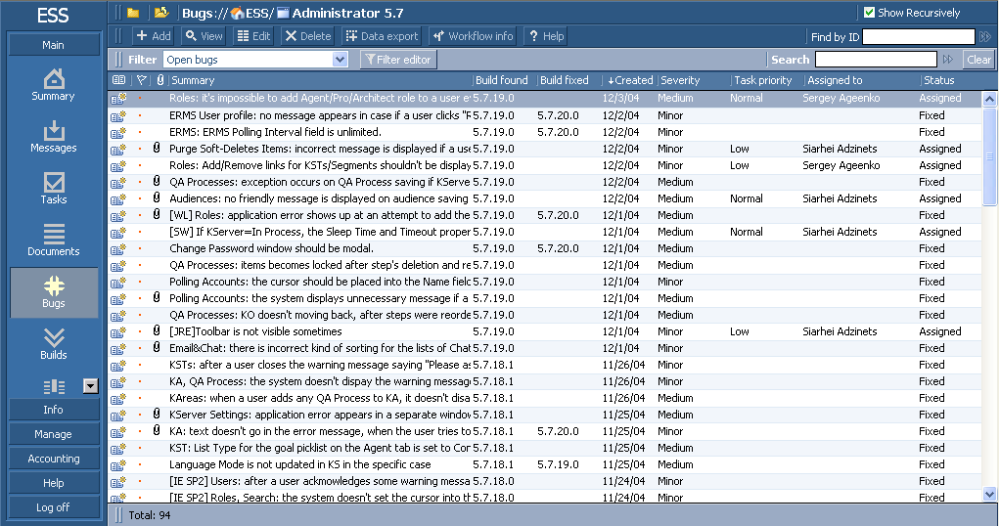 ESS
Main
Summary
Messages
Tasks
Documents
Bugs
Builds
Info
Manage
Accounting
Help
Log off
Bugs://ESS/Administrator 5.7
Show Recursively
Add View Edit Delete Data export Workflow info Help
Find by ID
Filter Open bugs Filter editor
Search Clear
Summary Build found Build fixed Created Severity Task priority Assigned to Status
Roles: it's impossible to add Agent/Pro/Architect role to a user e 5.7.19.0 12/3/04 Medium Normal Sergey Ageenko Assigned
ERMS User profile: no message appears in case if a user clicks "F 5.7.19.0 5.7.20.0 12/2/04 Minor Fixed
ERMS: ERMS Polling Interval field is unlimited. 5.7.19.0 5.7.20.0 12/2/04 Minor Fixed
Purge Soft-Deletes Items: incorrect message is displayed if a use 5.7.19.0 12/2/04 Minor Low Siarhei Adzinets Assigned
Roles: Add/Remove links for KSTs/Segments shouldn't be display 5.7.19.0 12/2/04 Minor Low Sergey Ageenko Assigned
QA Processes: exception occurs on QA Process saving if KServe 5.7.19.0 12/2/04 Medium Fixed
Audiences: no friendly message is displayed on audience saving 5.7.19.0 12/2/04 Medium Normal Siarhei Adzinets Assigned
[WL] Roles: application error shows up at an attempt to add the 5.7.19.0 5.7.20.0 12/1/04 Medium Fixed
[SW] If KServer=In Process, the Sleep Time and Timeout proper 5.7.19.0 12/1/04 Medium Normal Siarhei Adzinets Assigned
Change Password window should be modal. 5.7.19.0 5.7.20.0 12/1/04 Medium Fixed
QA Processes: items becomes locked after step's deletion and re 5.7.19.0 12/1/04 Medium Fixed
Polling Accounts: the cursor should be placed into the Name field 5.7.19.0 12/1/04 Minor Fixed
Polling Accounts: the system displays unnecessary message if a 5.7.19.0 12/1/04 Medium Fixed
QA Processes: KO doesn't moving back, after steps were reorde 5.7.19.0 12/1/04 Medium Fixed
[JRE]Toolbar is not visible sometimes 5.7.19.0 12/1/04 Minor Low Siarhei Adzinets Assigned
Email&Chat: there is incorrect kind of sorting for the lists of Chat 5.7.19.0 12/1/04 Minor Fixed
KSTs: after a user closes the warning message saying "Please as 5.7.18.1 11/26/04 Minor Fixed
KA, QA Process: the system doesn't dispay the warning message 5.7.18.1 11/26/04 Minor Fixed
KAreas: when a user adds any QA Process to KA, it doesn't disa 5.7.18.1 11/26/04 Medium Fixed
KServer Settings: application error appears in a separate window 5.7.18.1 11/25/04 Medium Fixed
KA: text doesn't go in the error message, when the user tries to 5.7.18.1 5.7.20.0 11/25/04 Minor Fixed
KST: List Type for the goal picklist on the Agent tab is set to Cor 5.7.18.1 11/25/04 Medium Fixed
Language Mode is not updated in KS in the specific case 5.7.18.1 5.7.19.0 11/25/04 Medium Fixed
[IE SP2] Users: after a user ackmowledges some warning messa 5.7.18.0 11/24/04 Minor Fixed
[IE SP2] Roles, Search: the system doesn't set the cursor into th 5.7.18.0 11/24/04 Minor Fixed
Total: 94